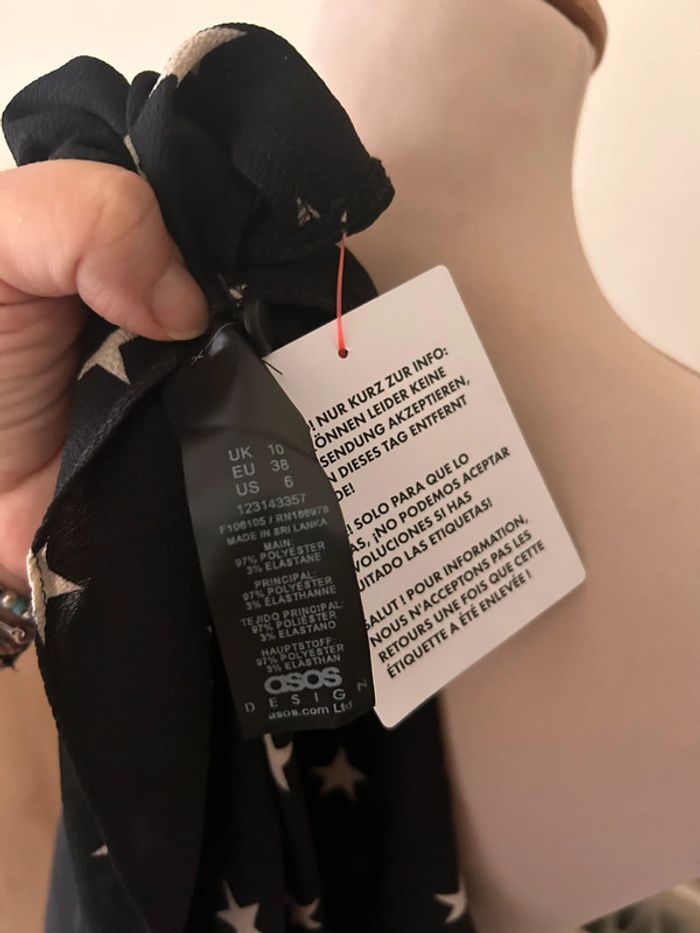 UK 10
EU 38
US 6
123143357
F106105 / RN186978
MADE IN SRI LANKA
MAIN:
97% POLYESTER
3% ELASTANE
PRINCIPAL:
97% POLYESTER
3% ÉLASTHANNE
TEJIDO PRINCIPAL:
97% POLIÉSTER
3% ELASTANO
HAUPTSTOFF:
97% POLYESTER
3% ELASTHAN
asos
DESIGN
asos.com Ltd
! NUR KURZ ZUR INFO:
ÖNNEN LEIDER KEINE
SENDUNG AKZEPTIEREN,
N DIESES TAG ENTFERNT
DE!
! SOLO PARA QUE LO
AS, ¡NO PODEMOS ACEPTAR
VOLUCIONES SI HAS
UITADO LAS ETIQUETAS!
SALUT ! POUR INFORMATION,
NOUS N'ACCEPTONS PAS LES
RETOURS UNE FOIS QUE CETTE
ÉTIQUETTE A ÉTÉ ENLEVÉE !